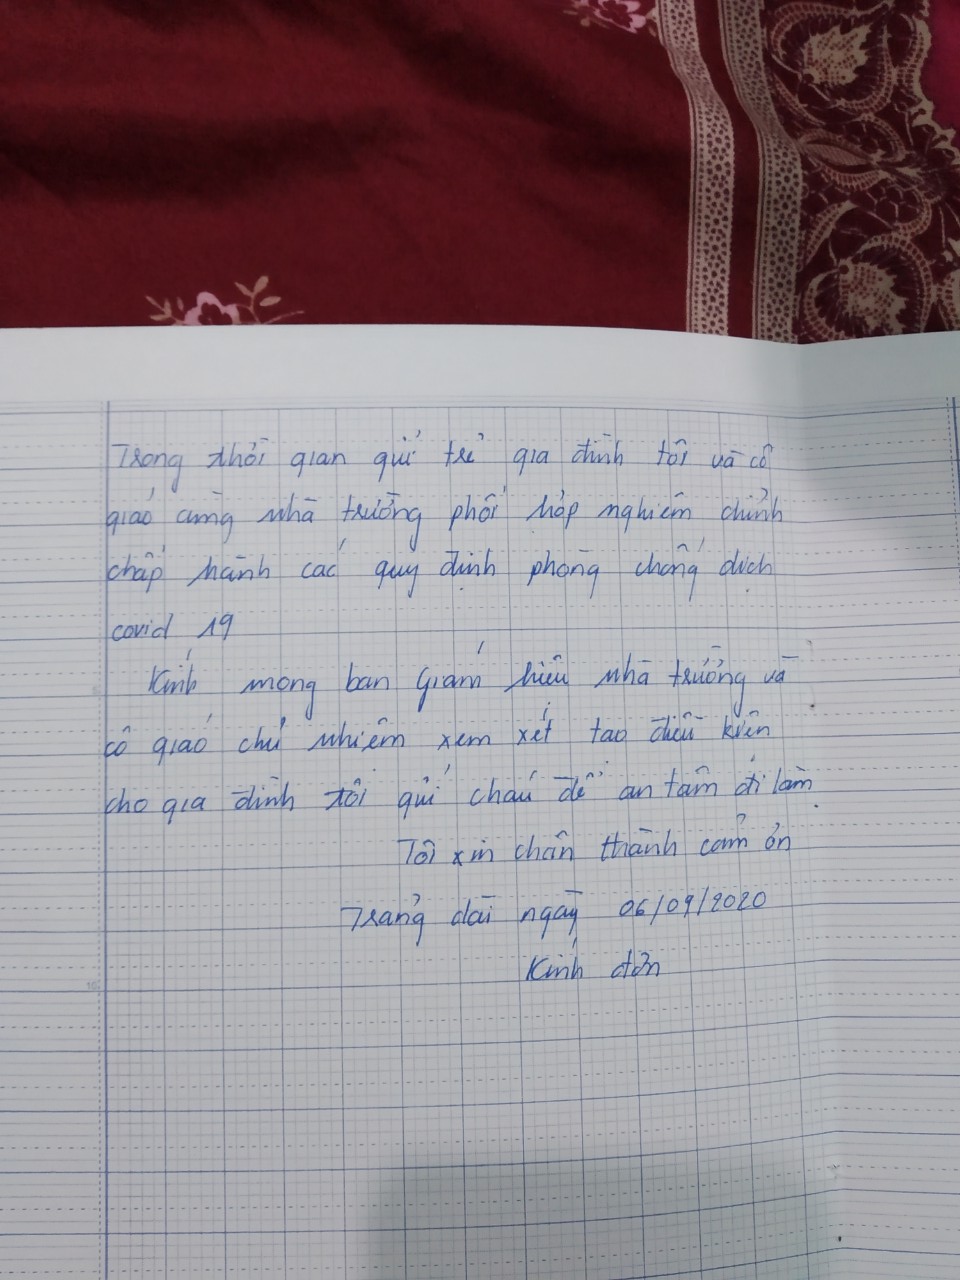 Trong thời gian gửi trẻ gia đình tôi và cô
giáo cùng nhà trường phối hợp nghiêm chỉnh
chấp hành các quy định phòng chống dịch
covid 19
Kính mong ban Giám hiệu nhà trường và
cô giáo chủ nhiệm xem xét tạo điều kiện
cho gia đình tôi gửi cháu để an tâm đi làm
Tôi xin chân thành cảm ơn
Trảng dài ngày 06/09/2020
Kính đơn